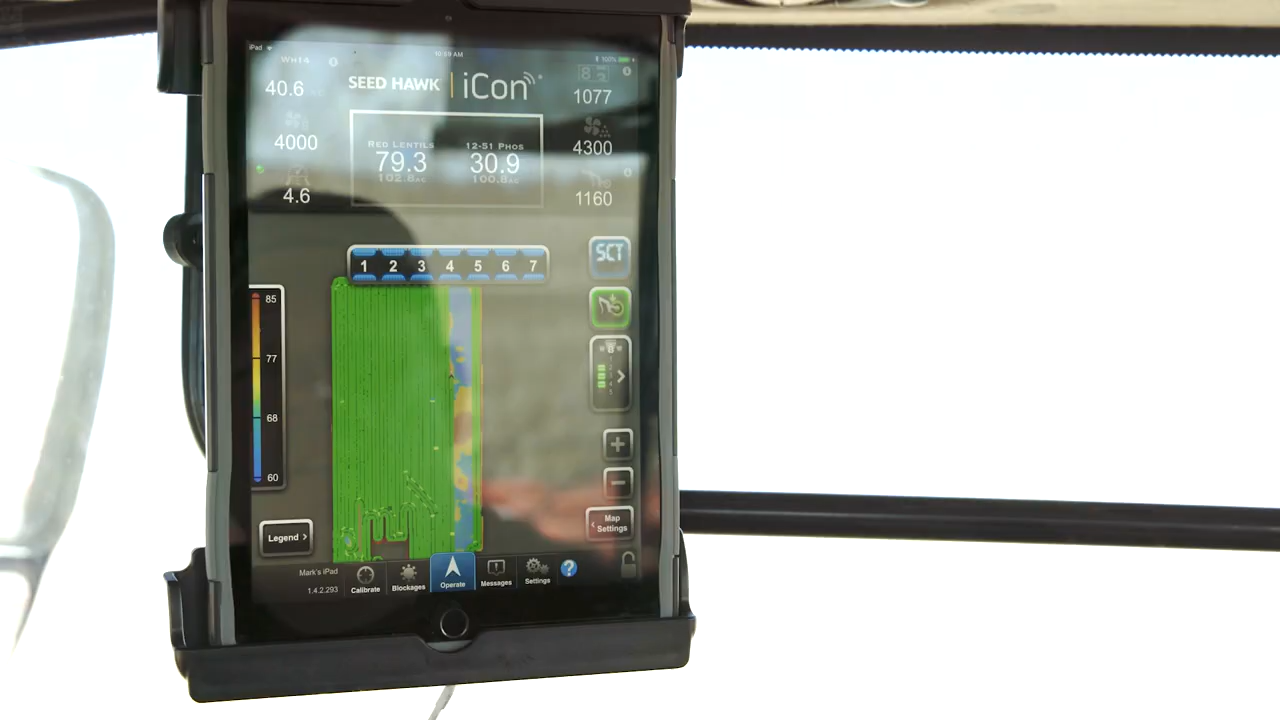 iPad
10:59 AM
100%
WH14
SEED HAWK | iCon
40.6
1077
4000
4300
4.6
1160
RED LENTILS
12-51 PHOS
79.3
30.9
102.8AC
100.8AC
SCT
1 2 3 4 5 6 7
85
77
68
60
Legend >
+
-
Map
Settings
Mark's iPad
1.4.2.293
Calibrate
Blockages
Operate
Messages
Settings
?